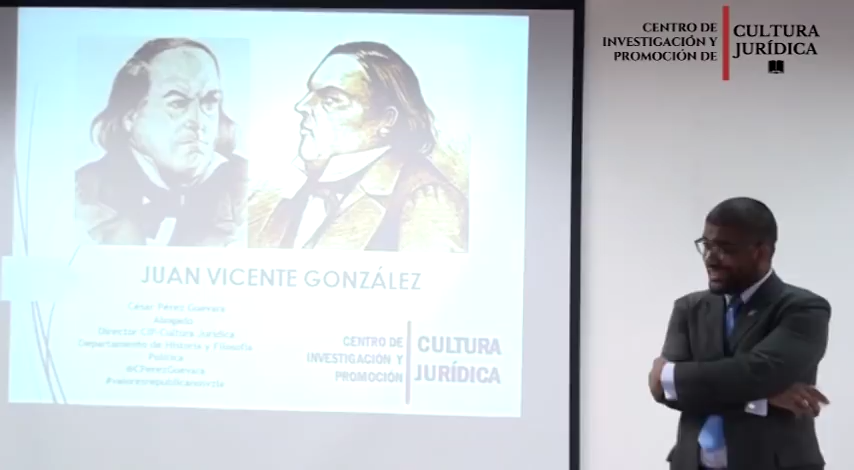 CENTRO DE
INVESTIGACIÓN Y
PROMOCIÓN DE
CULTURA
JURÍDICA
JUAN VICENTE GONZÁLEZ
César Pérez Guevara
Abogado
Director CIP Cultura Jurídica
Departamento de Historia y Filosofía
Política
@CPerezGuevara
CENTRO DE
INVESTIGACIÓN Y
PROMOCIÓN
CULTURA
JURÍDICA